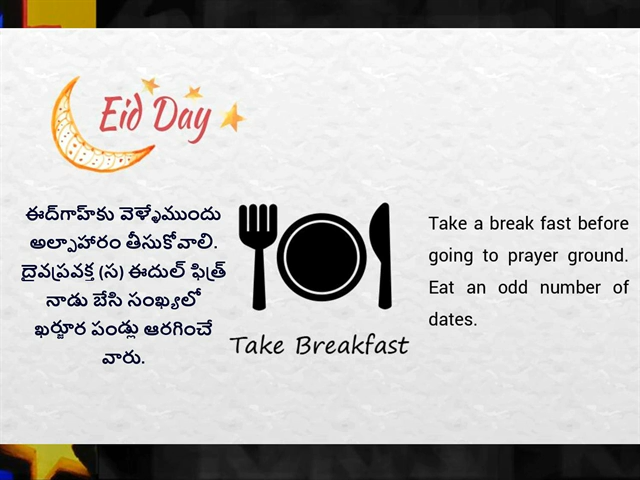 Eid Day
ఈద్‌గాహ్‌కు వెళ్ళేముందు
అల్పాహారం తీసుకోవాలి.
దైవప్రవక్త (స) ఈదుల్ ఫిత్ర్
నాడు బేసి సంఖ్యలో
ఖర్జూర పండ్లు ఆరగించే
వారు.
Take Breakfast
Take a break fast before
going to prayer ground.
Eat an odd number of
dates.